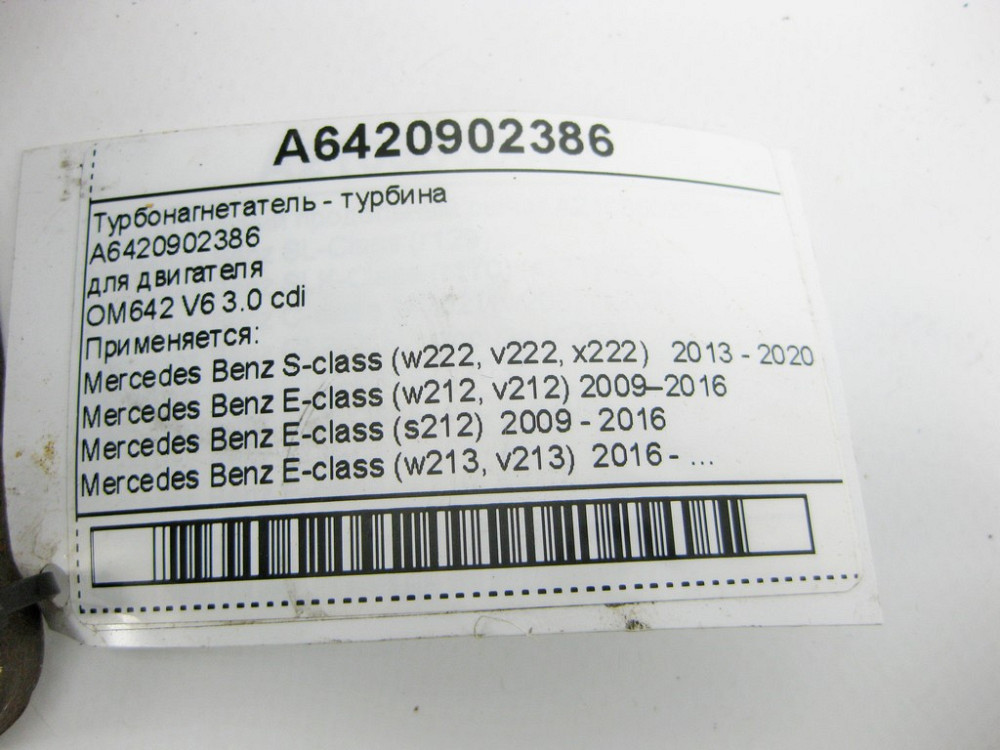 A6420902386
Турбонагнетатель - турбина
A6420902386
для двигателя
OM642 V6 3.0 cdi
Применяется:
Mercedes Benz S-class (w222, v222, x222) 2013 - 2020
Mercedes Benz E-class (w212, v212) 2009–2016
Mercedes Benz E-class (s212) 2009 - 2016
Mercedes Benz E-class (w213, v213) 2016 - ...